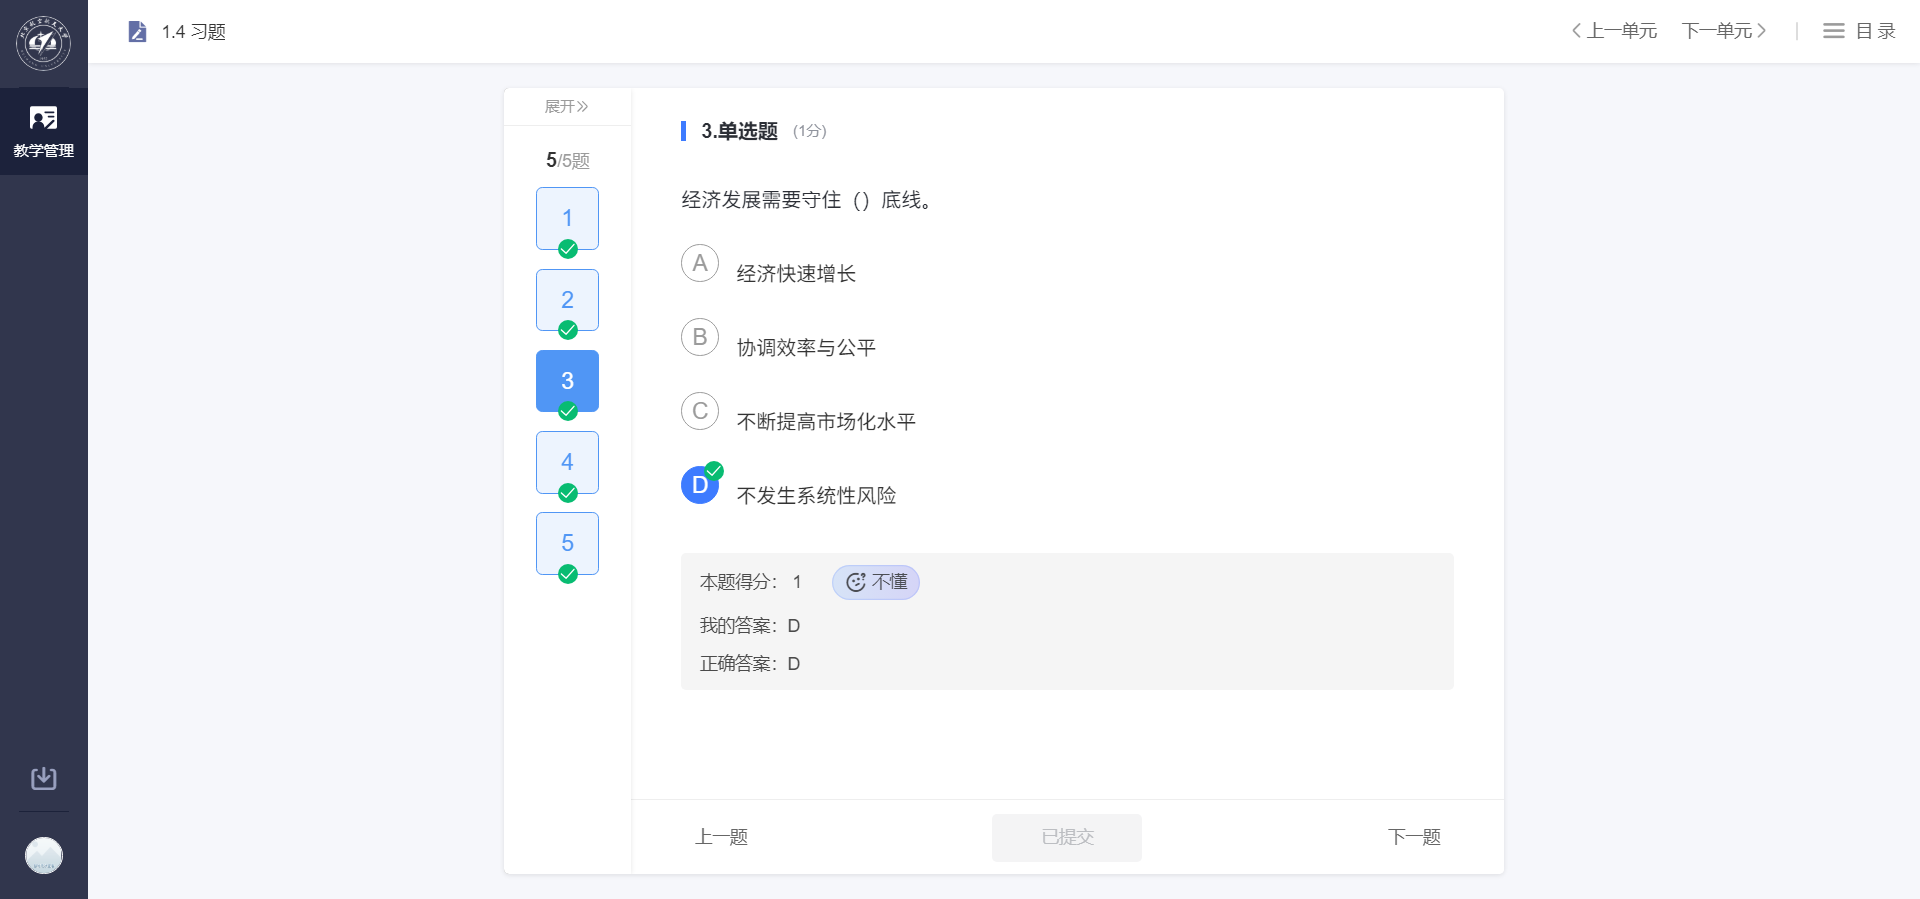 1.4 习题
上一单元 下一单元 目录
教学管理
展开
5/5题
1
2
3
4
5
3.单选题 (1分)
经济发展需要守住（）底线。
A 经济快速增长
B 协调效率与公平
C 不断提高市场化水平
D 不发生系统性风险
本题得分： 1 不懂
我的答案：D
正确答案：D
上一题 已提交 下一题